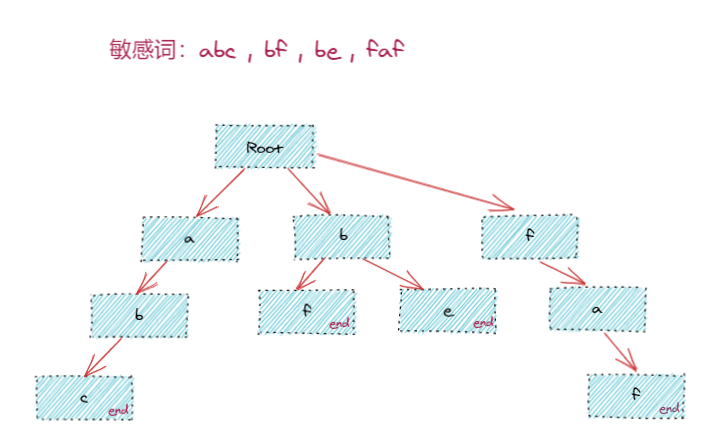 敏感词：abc , bf , be , faf
Root
a
b
f
b
f
end
e
end
a
c
end
f
end